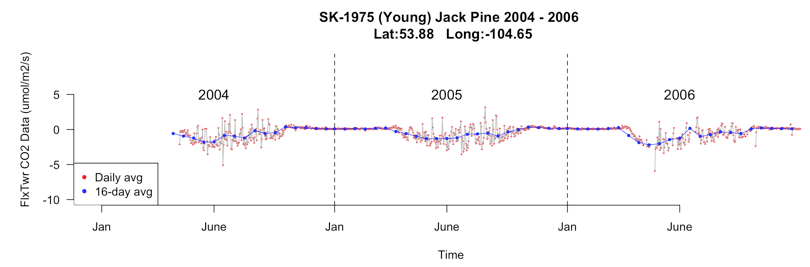 SK-1975 (Young) Jack Pine 2004 - 2006
Lat:53.88 Long:-104.65
FlxTwr CO2 Data (umol/m2/s)
2004 2005 2006
5
0
-5
-10
Daily avg
16-day avg
Jan June Jan June Jan June
Time